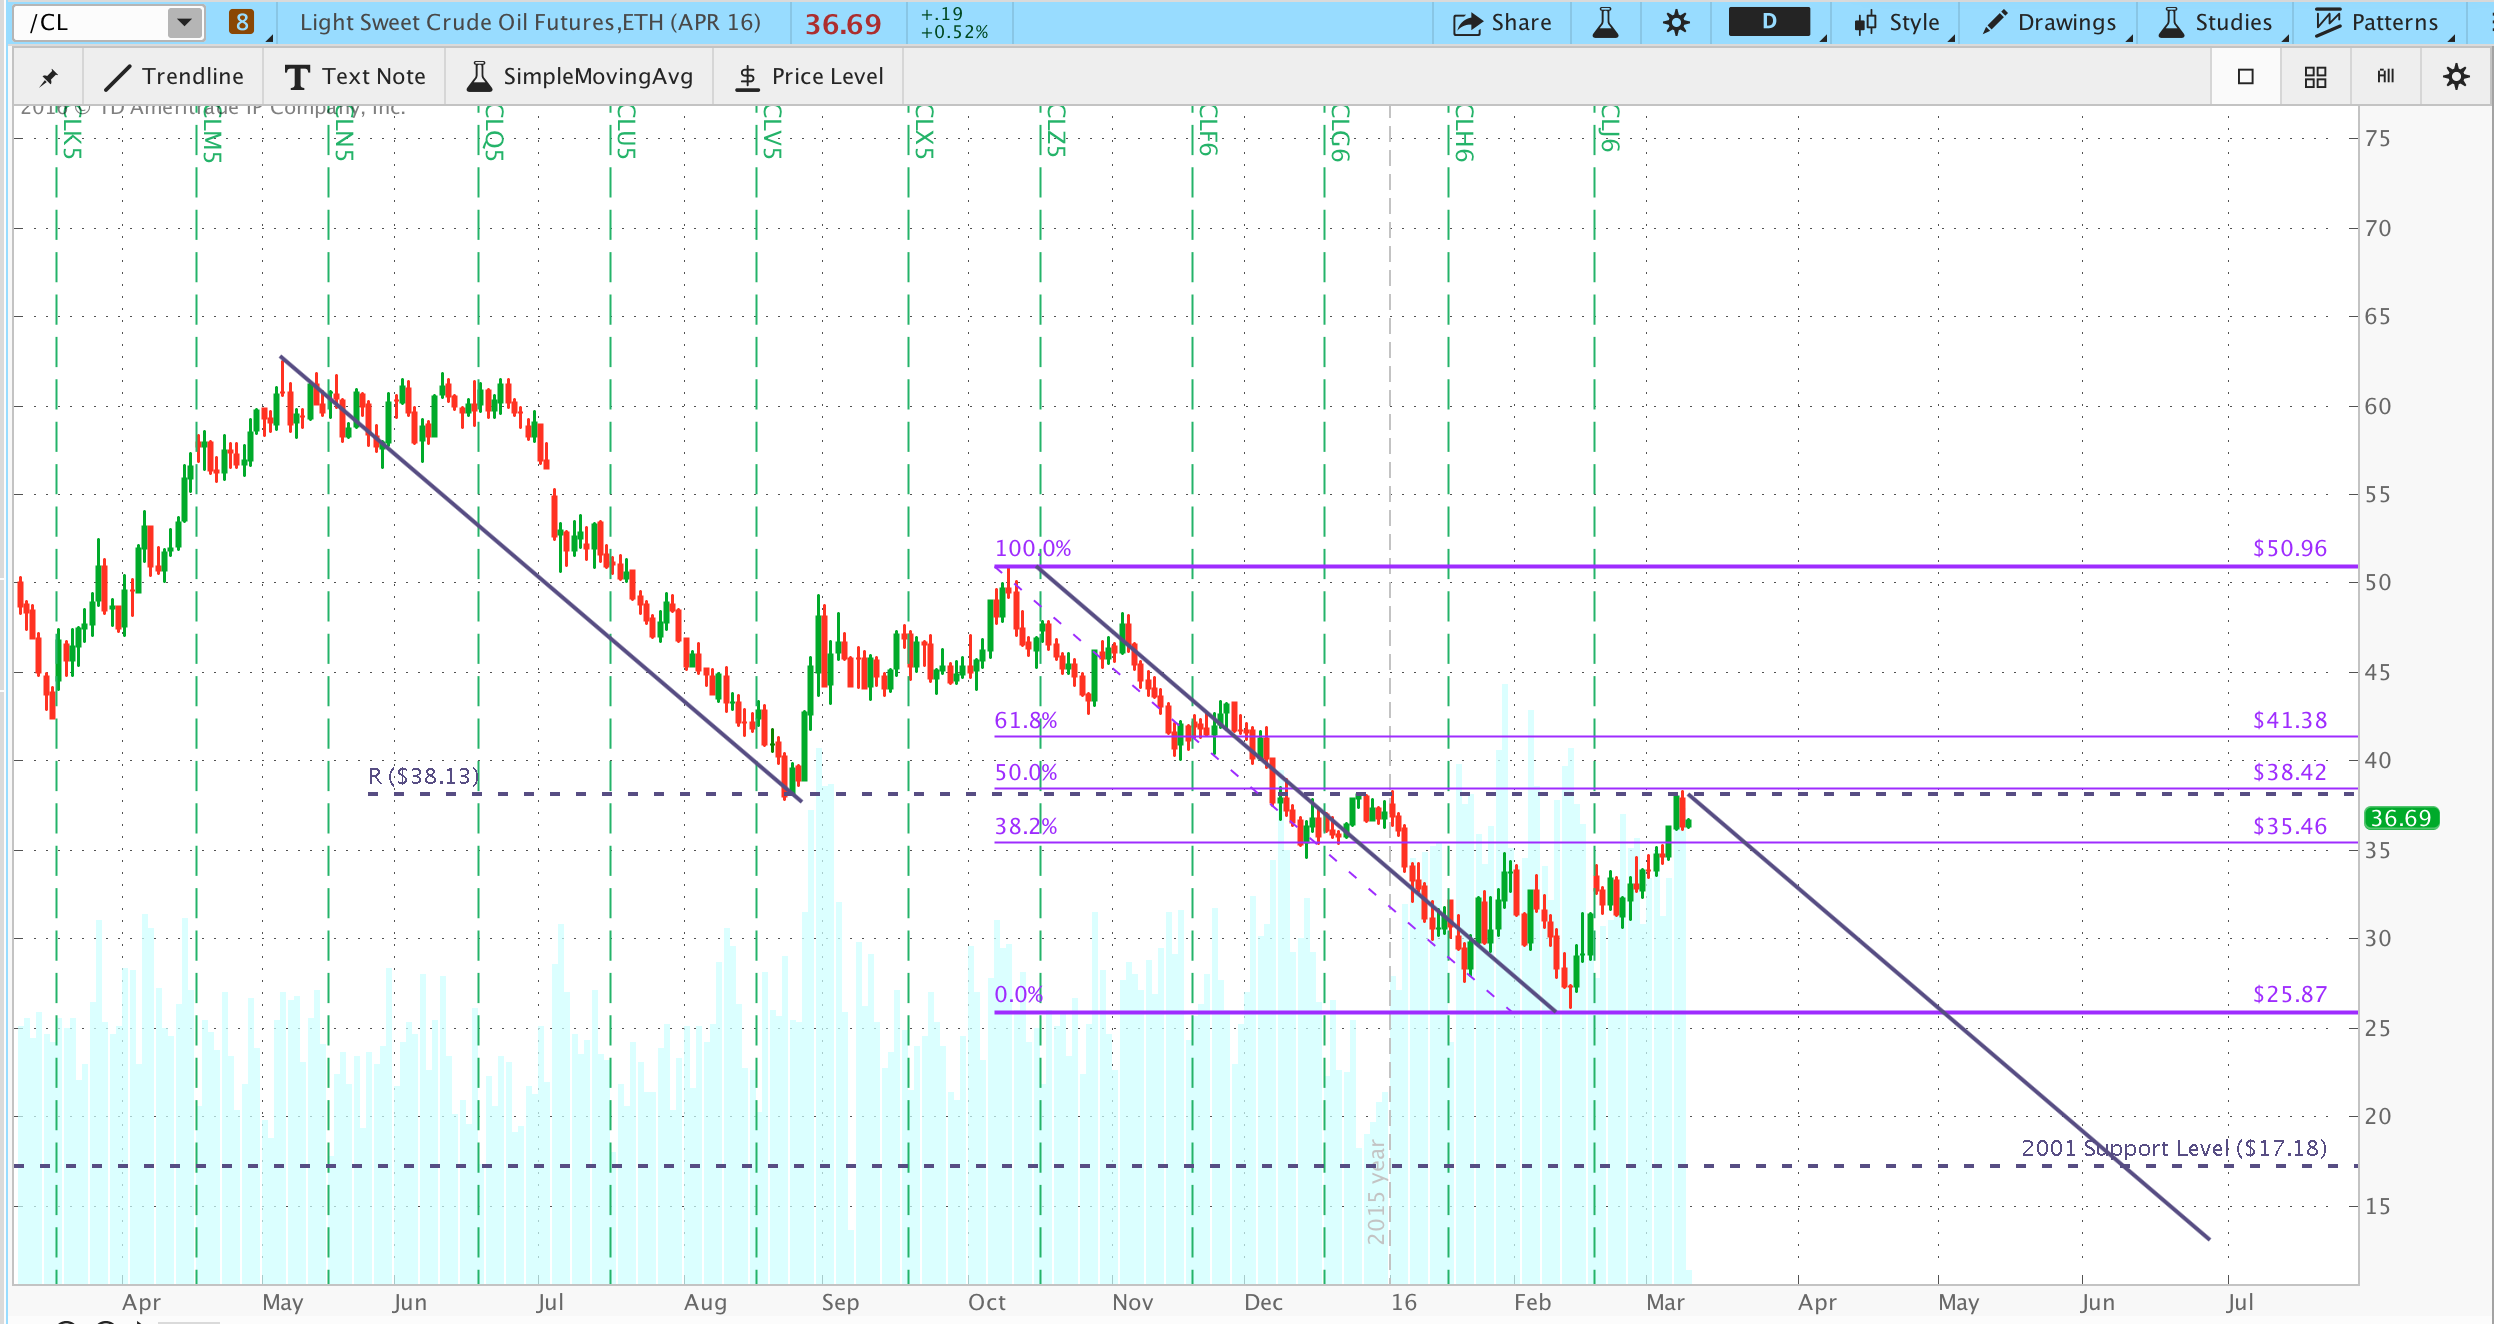 /CL
8
Light Sweet Crude Oil Futures,ETH (APR 16)
36.69
+.19
+0.52%
Share
D
Style
Drawings
Studies
Patterns
Trendline
Text Note
SimpleMovingAvg
$ Price Level
All
© TD Ameritrade IP Company, Inc.
CLK5
CLM5
CLN5
CLQ5
CLU5
CLV5
CLX5
CLZ5
CLF6
CLG6
CLH6
CLJ6
75
70
65
60
55
50
45
40
36.69
35
30
25
20
15
100.0%
$50.96
61.8%
$41.38
R ($38.13)
50.0%
$38.42
38.2%
$35.46
0.0%
$25.87
2001 Support Level ($17.18)
2015 year
Apr
May
Jun
Jul
Aug
Sep
Oct
Nov
Dec
16
Feb
Mar
Apr
May
Jun
Jul